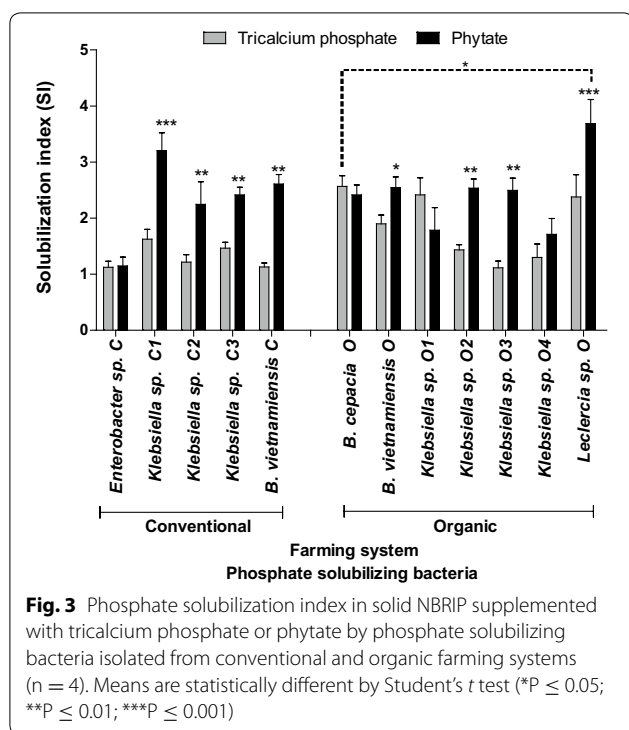 Tricalcium phosphate Phytate
Solubilization index (SI)
5
4
3
2
1
0
***
**
**
**
*
*
**
**
***
Enterobacter sp. C
Klebsiella sp. C1
Klebsiella sp. C2
Klebsiella sp. C3
B. vietnamiensis C
B. cepacia O
B. vietnamiensis O
Klebsiella sp. O1
Klebsiella sp. O2
Klebsiella sp. O3
Klebsiella sp. O4
Leclercia sp. O
Conventional Organic
Farming system
Phosphate solubilizing bacteria
Fig. 3 Phosphate solubilization index in solid NBRIP supplemented
with tricalcium phosphate or phytate by phosphate solubilizing
bacteria isolated from conventional and organic farming systems
(n = 4). Means are statistically different by Student's t test (*P ≤ 0.05;
**P ≤ 0.01; ***P ≤ 0.001)